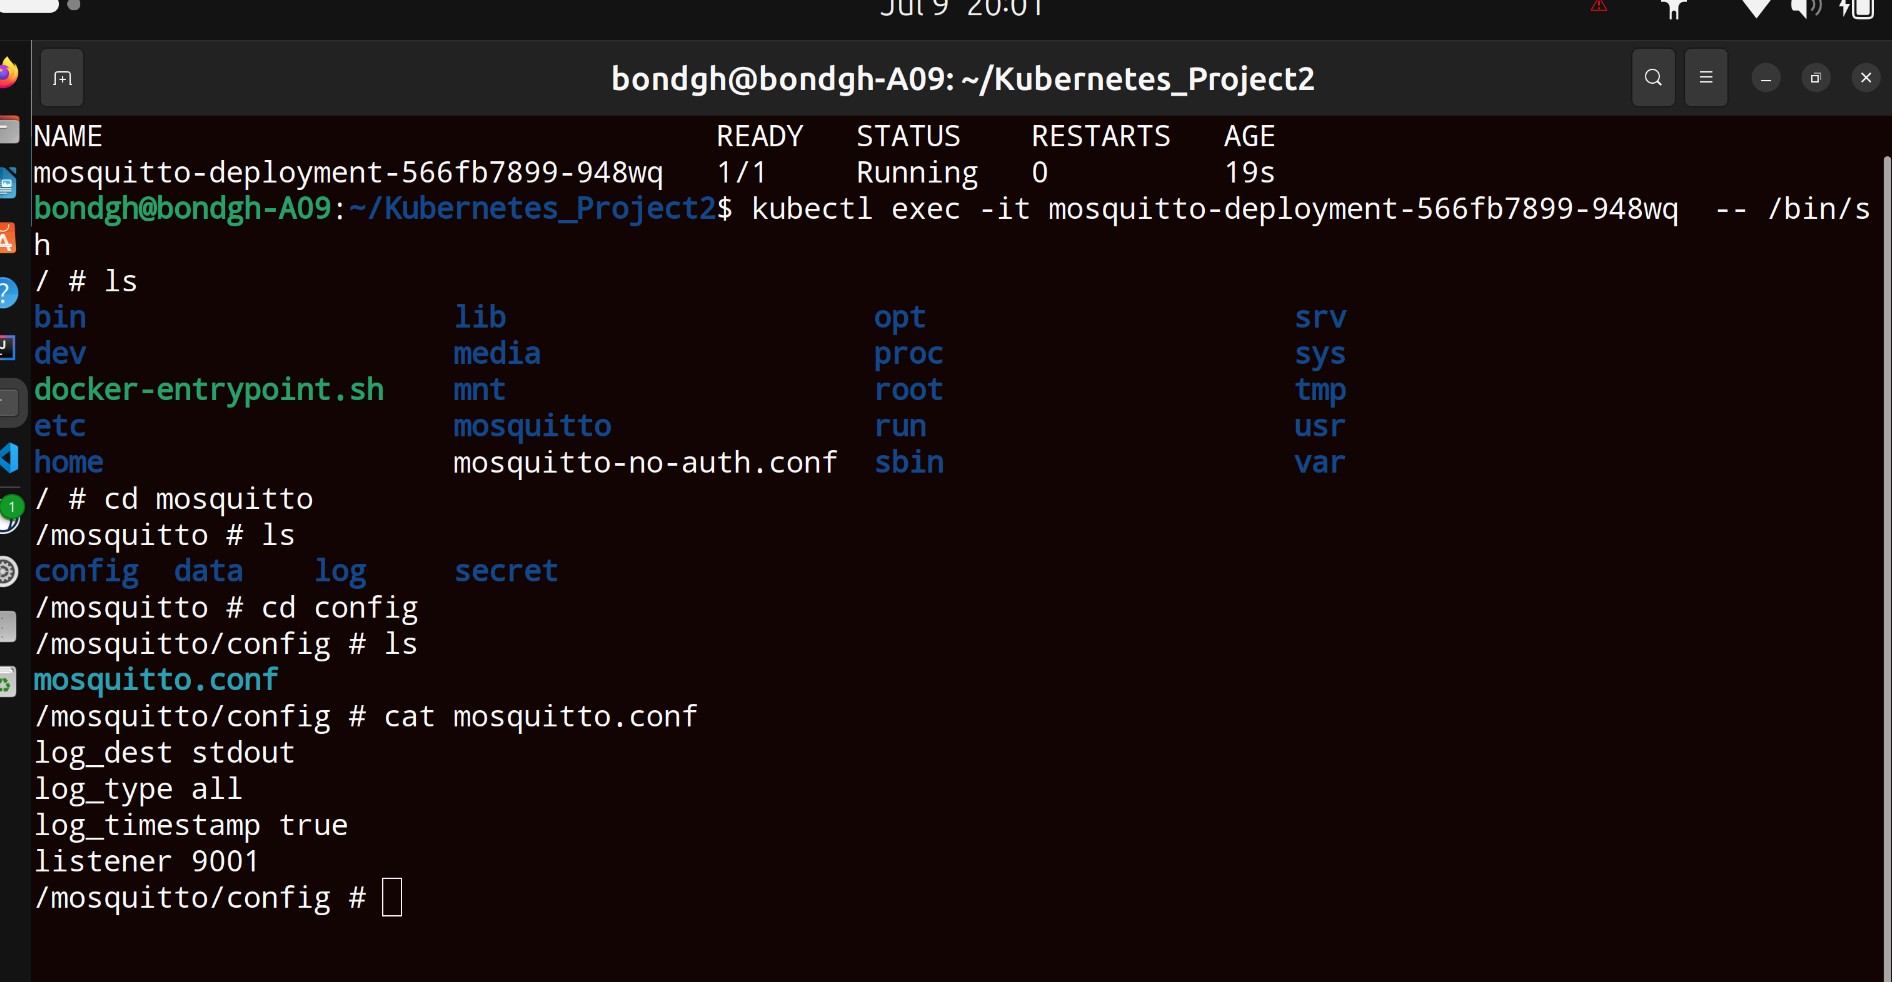 Jul 9 20:01
bondgh@bondgh-A09: ~/Kubernetes_Project2
NAME READY STATUS RESTARTS AGE
mosquitto-deployment-566fb7899-948wq 1/1 Running 0 19s
bondgh@bondgh-A09:~/Kubernetes_Project2$ kubectl exec -it mosquitto-deployment-566fb7899-948wq -- /bin/s
h
/ # ls
bin lib opt srv
dev media proc sys
docker-entrypoint.sh mnt root tmp
etc mosquitto run usr
home mosquitto-no-auth.conf sbin var
/ # cd mosquitto
/mosquitto # ls
config data log secret
/mosquitto # cd config
/mosquitto/config # ls
mosquitto.conf
/mosquitto/config # cat mosquitto.conf
log_dest stdout
log_type all
log_timestamp true
listener 9001
/mosquitto/config #
1